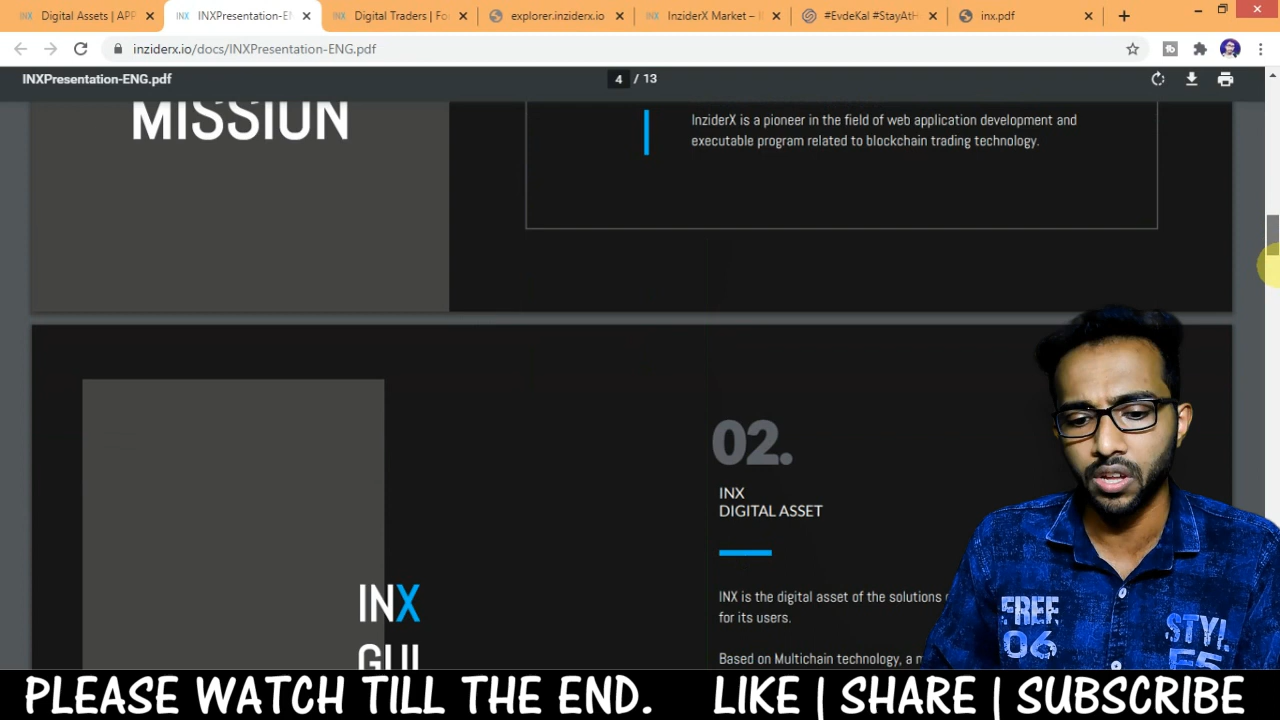 Digital Assets | APP
INXPresentation-EN
Digital Traders | Fo
explorer.inziderx.io
InziderX Market – I
#EvdeKal #StayAtH
inx.pdf
inziderx.io/docs/INXPresentation-ENG.pdf
INXPresentation-ENG.pdf
4 / 13
MISSION
InziderX is a pioneer in the field of web application development and
executable program related to blockchain trading technology.
02.
INX
DIGITAL ASSET
INX
GUI
INX is the digital asset of the solutions
for its users.
Based on Multichain technology, a
FREE
06
STYL
PLEASE WATCH TILL THE END. LIKE | SHARE | SUBSCRIBE